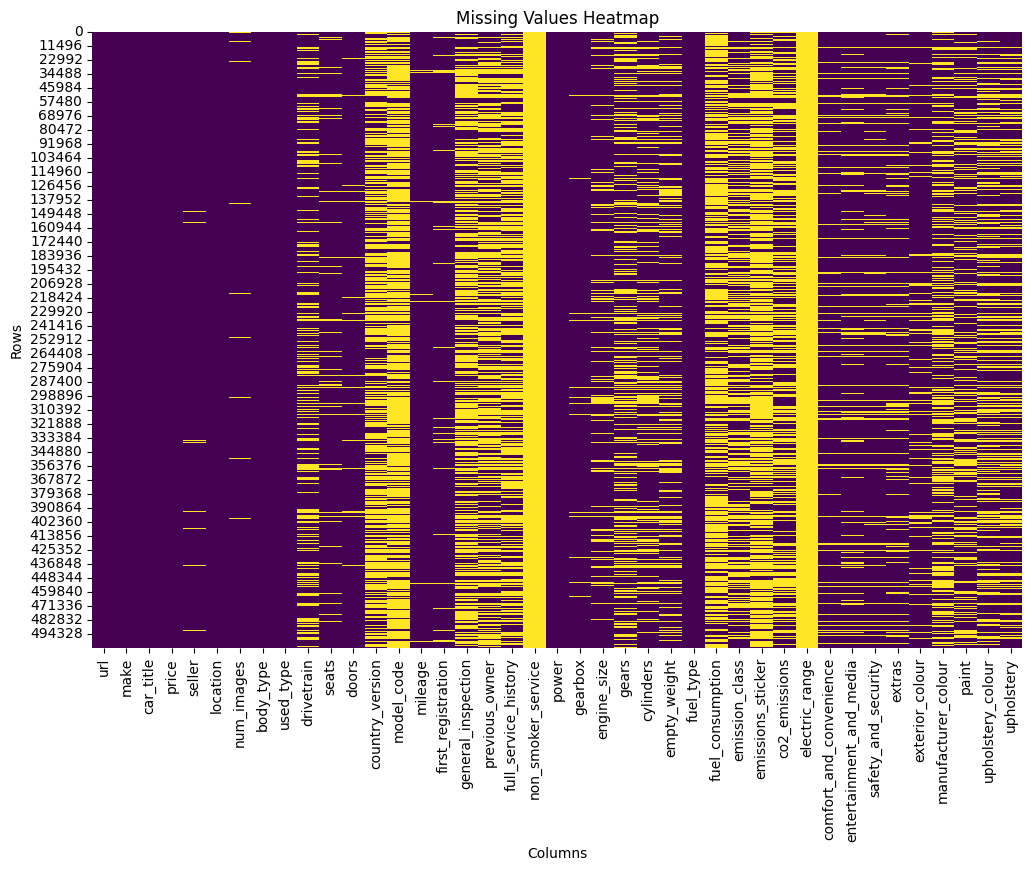 Missing Values Heatmap
Rows
0
11496
22992
34488
45984
57480
68976
80472
91968
103464
114960
126456
137952
149448
160944
172440
183936
195432
206928
218424
229920
241416
252912
264408
275904
287400
298896
310392
321888
333384
344880
356376
367872
379368
390864
402360
413856
425352
436848
448344
459840
471336
482832
494328
url
make
car_title
price
seller
location
num_images
body_type
used_type
drivetrain
seats
doors
country_version
model_code
mileage
first_registration
general_inspection
previous_owner
full_service_history
non_smoker_service
power
gearbox
engine_size
gears
cylinders
empty_weight
fuel_type
fuel_consumption
emission_class
emissions_sticker
co2_emissions
electric_range
comfort_and_convenience
entertainment_and_media
safety_and_security
extras
exterior_colour
manufacturer_colour
paint
upholstery_colour
upholstery
Columns